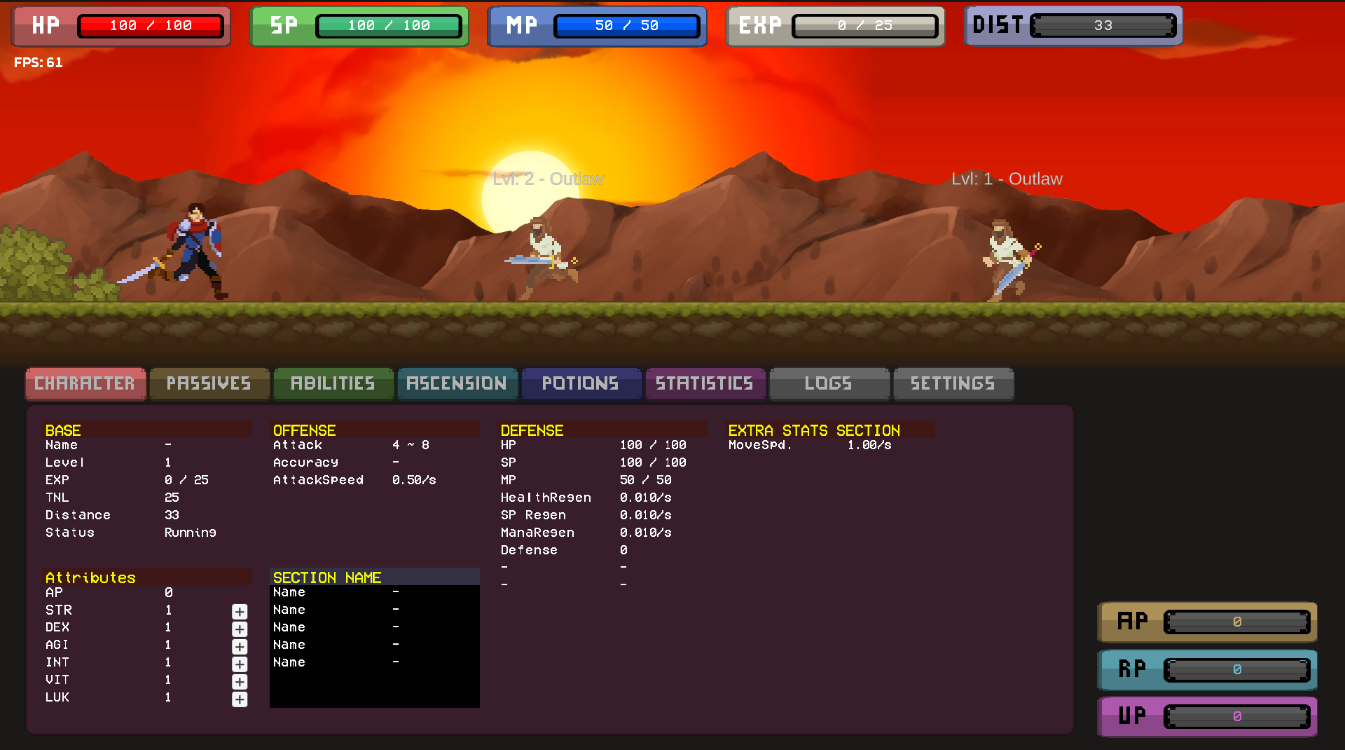 HP 100 / 100 SP 100 / 100 MP 50 / 50 EXP 0 / 25 DIST 33
FPS: 61
Lvl: 2 - Outlaw Lvl: 1 - Outlaw
CHARACTER PASSIVES ABILITIES ASCENSION POTIONS STATISTICS LOGS SETTINGS
BASE
Name -
Level 1
EXP 0 / 25
TNL 25
Distance 33
Status Running
OFFENSE
Attack 4 ~ 8
Accuracy -
AttackSpeed 0.50/s
DEFENSE
HP 100 / 100
SP 100 / 100
MP 50 / 50
HealthRegen 0.010/s
SP Regen 0.010/s
ManaRegen 0.010/s
Defense 0
- -
- -
EXTRA STATS SECTION
MoveSpd. 1.00/s
Attributes
AP 0
STR 1 +
DEX 1 +
AGI 1 +
INT 1 +
VIT 1 +
LUK 1 +
SECTION NAME
Name -
Name -
Name -
Name -
Name -
AP 0
RP 0
UP 0